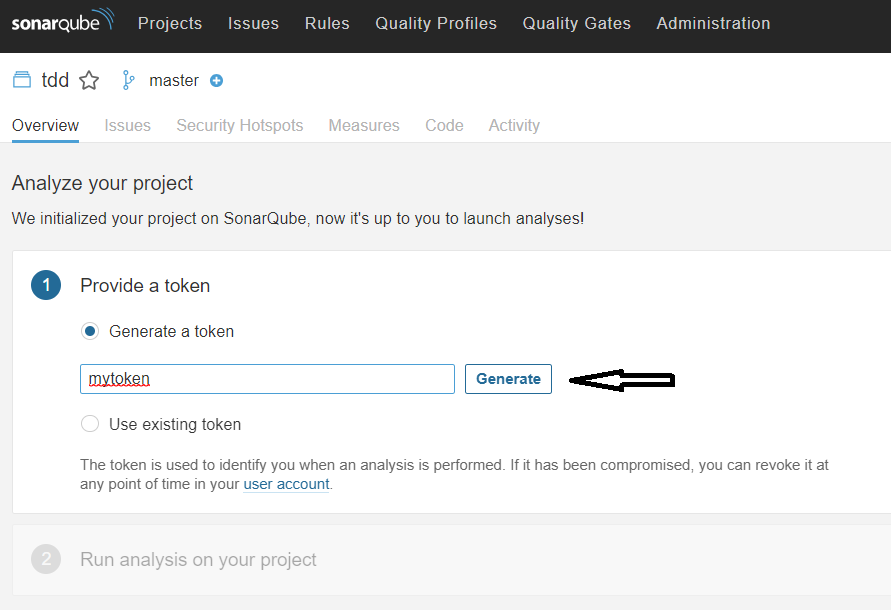 sonarqube Projects Issues Rules Quality Profiles Quality Gates Administration
tdd master
Overview Issues Security Hotspots Measures Code Activity
Analyze your project
We initialized your project on SonarQube, now it's up to you to launch analyses!
1 Provide a token
Generate a token
mytoken Generate
Use existing token
The token is used to identify you when an analysis is performed. If it has been compromised, you can revoke it at
any point of time in your user account.
2 Run analysis on your project